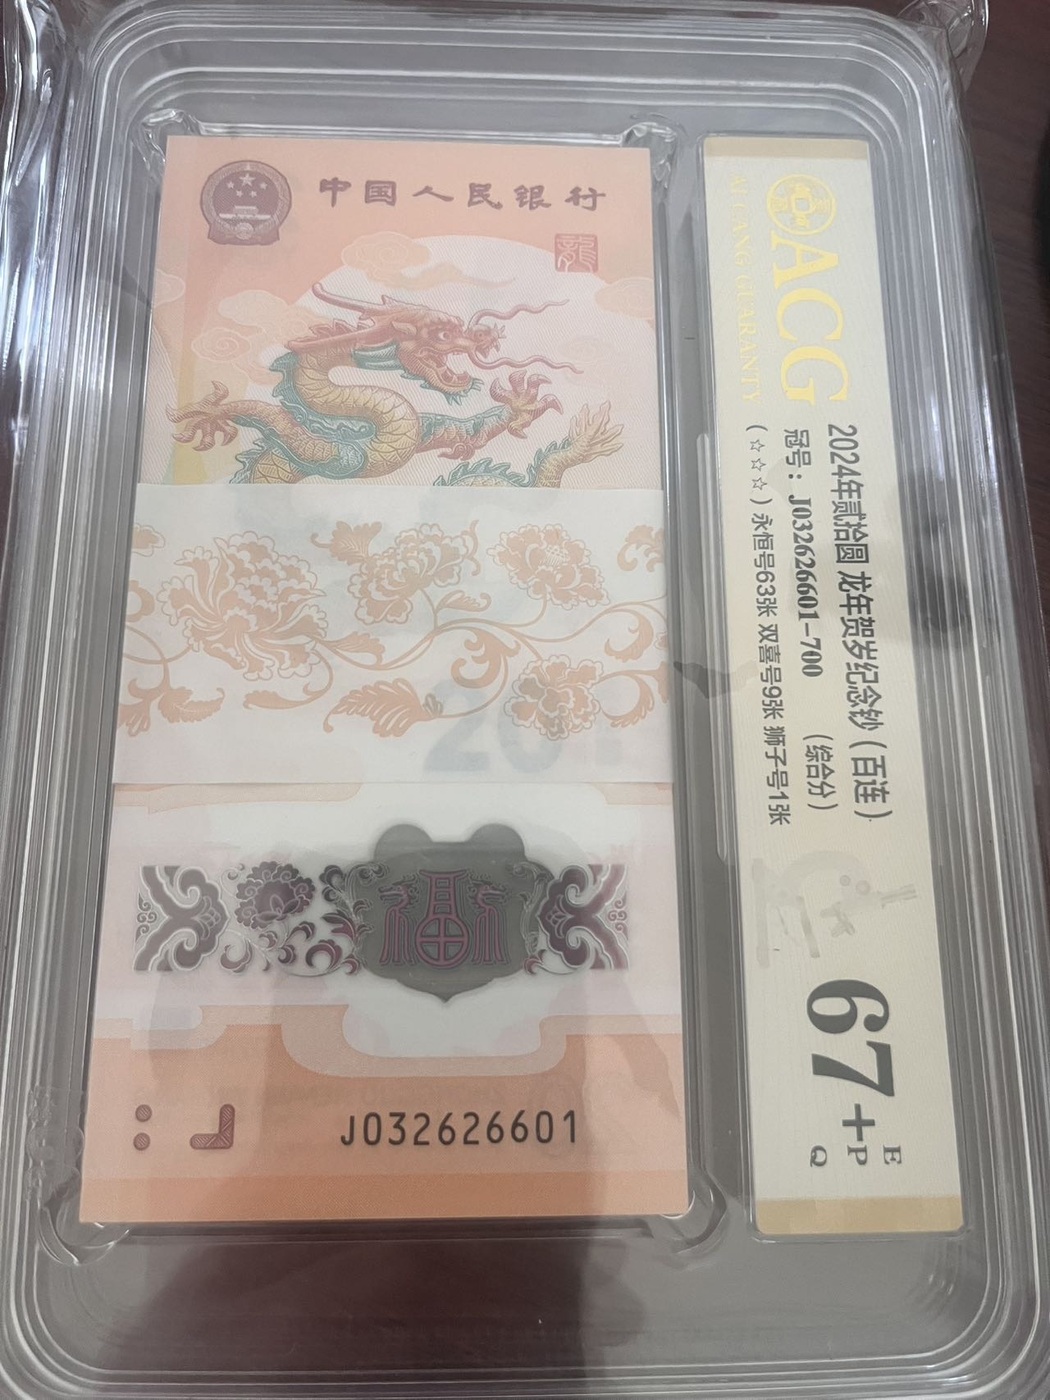 中国人民银行
龍
20
福
J032626601
ACG
AI CANG GUARANTY
2024年贰拾圆 龙年贺岁纪念钞（百连）
冠号：J032626601-700 （综合分）
（☆☆☆）永恒号63张 双喜号9张 狮子号1张
67+
E
P
Q